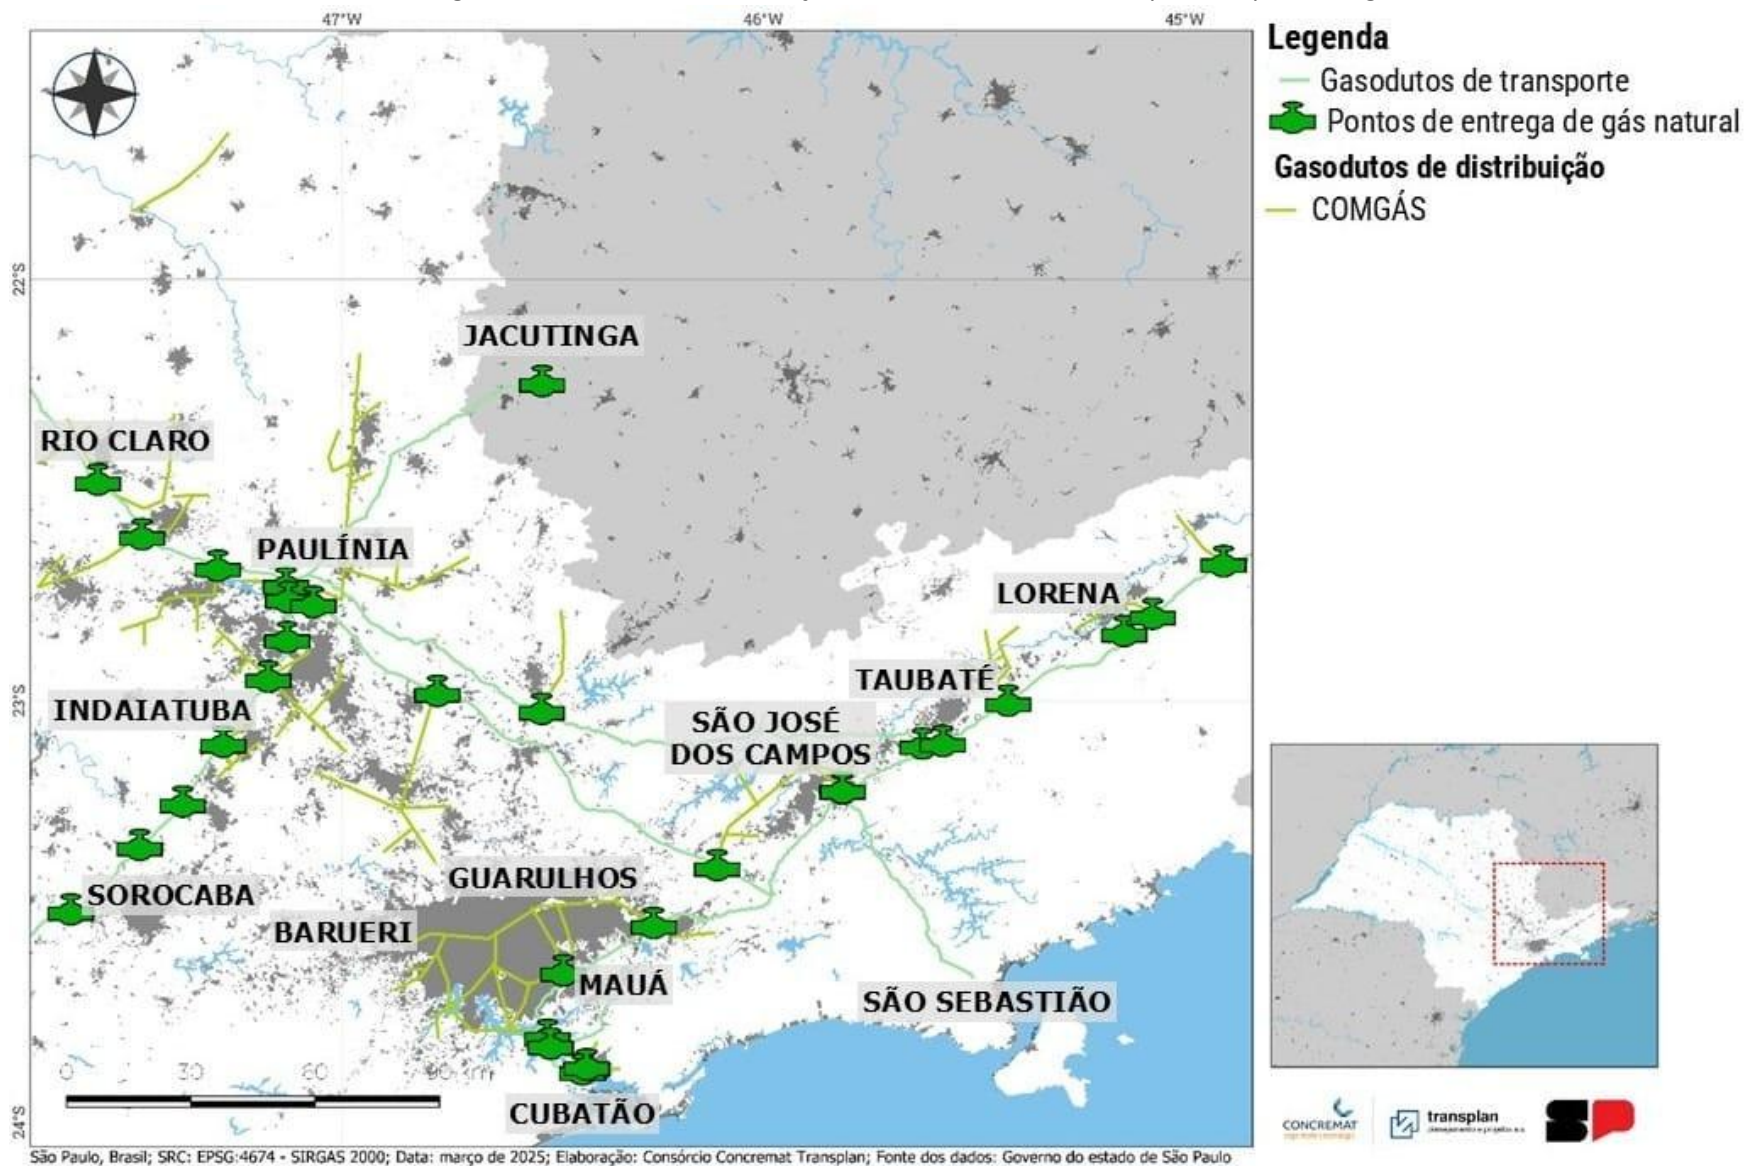 47°W
46°W
45°W
Legenda
Gasodutos de transporte
Pontos de entrega de gás natural
Gasodutos de distribuição
COMGÁS
22°S
JACUTINGA
RIO CLARO
PAULÍNIA
LORENA
TAUBATÉ
23°S
INDAIATUBA
SÃO JOSÉ
DOS CAMPOS
GUARULHOS
SOROCABA
BARUERI
MAUÁ
SÃO SEBASTIÃO
0 30 60 90 km
24°S
CUBATÃO
CONCREMAT
transplan
SP
São Paulo, Brasil; SRC: EPSG:4674 - SIRGAS 2000; Data: março de 2025; Elaboração: Consórcio Concremat Transplan; Fonte dos dados: Governo do estado de São Paulo